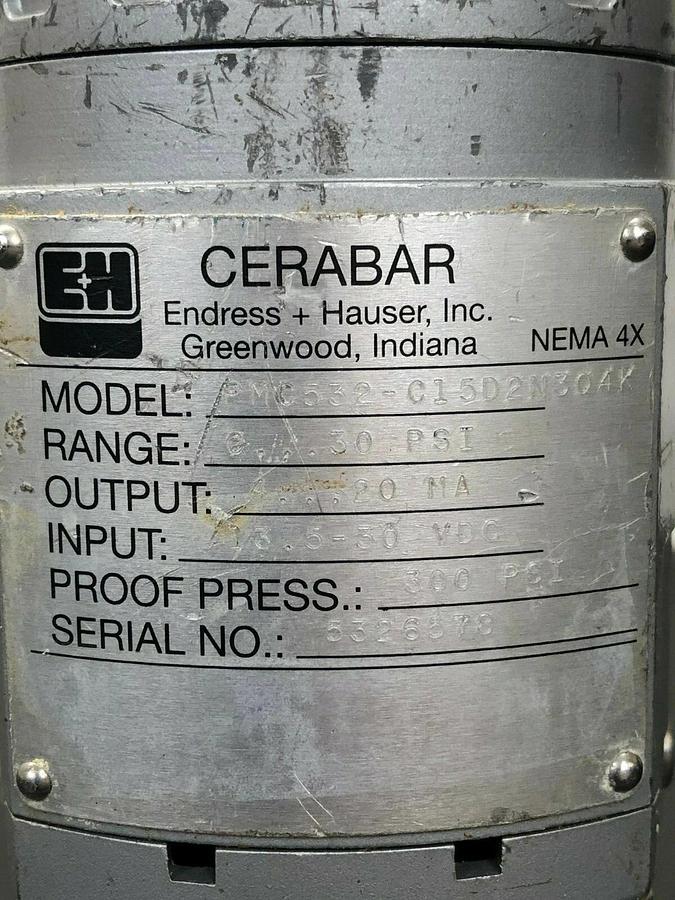 E+H
CERABAR
Endress + Hauser, Inc.
Greenwood, Indiana
NEMA 4X
MODEL: PMC532-C15D2N304K
RANGE: 0...30 PSI
OUTPUT: 4...20 MA
INPUT: 13.5-30 VDC
PROOF PRESS.: 300 PSI
SERIAL NO.: